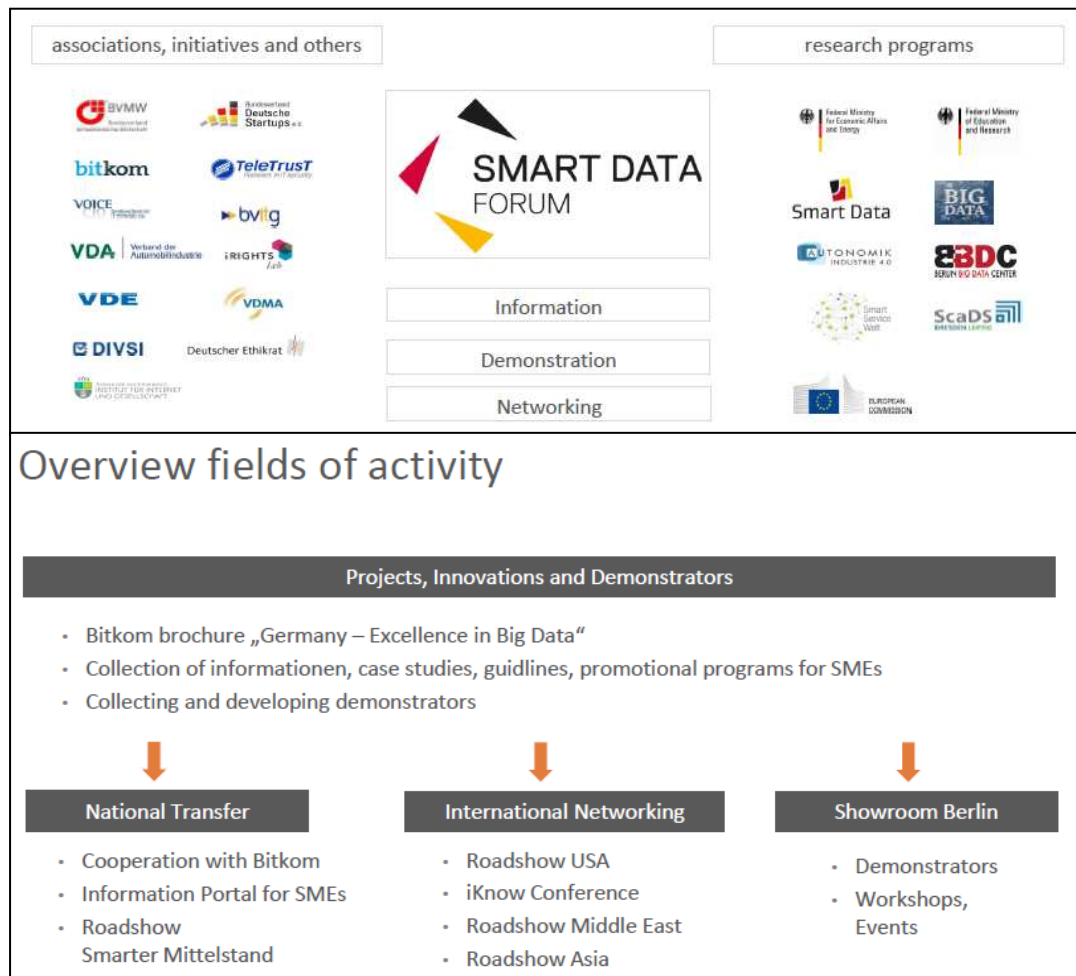 associations, initiatives and others
research programs
BVMW
Bundesverband
Deutsche
Startups e.V.
Federal Ministry
for Economic Affairs
and Energy
Federal Ministry
of Education
and Research
SMART DATA
FORUM
bitkom
TeleTrusT
VOICE
bvitg
Smart Data
BIG
DATA
VDA
Verband der
Automobilindustrie
iRIGHTS
Lab
AUTONOMIK
INDUSTRIE 4.0
BBDC
BERLIN BIG DATA CENTER
VDE
VDMA
Information
Smart
Service
Welt
ScaDS
DRESDEN LEIPZIG
DIVSI
Deutscher Ethikrat
Demonstration
INSTITUT FÜR INTERNET
UND GESELLSCHAFT
Networking
EUROPEAN
COMMISSION
Overview fields of activity
Projects, Innovations and Demonstrators
• Bitkom brochure „Germany – Excellence in Big Data“
• Collection of informationen, case studies, guidlines, promotional programs for SMEs
• Collecting and developing demonstrators
National Transfer
• Cooperation with Bitkom
• Information Portal for SMEs
• Roadshow
Smarter Mittelstand
International Networking
• Roadshow USA
• iKnow Conference
• Roadshow Middle East
• Roadshow Asia
Showroom Berlin
• Demonstrators
• Workshops,
Events